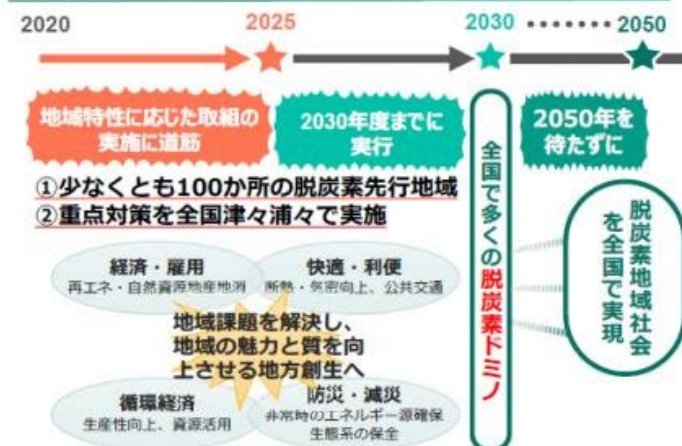 2020
2025
2030
2050
地域特性に応じた取組の
実施に道筋
2030年度までに
実行
2050年を
待たずに
①少なくとも100か所の脱炭素先行地域
②重点対策を全国津々浦々で実施
経済・雇用
再エネ・自然資源地産地消
快適・利便
断熱・気密向上、公共交通
地域課題を解決し、
地域の魅力と質を向
上させる地方創生へ
循環経済
生産性向上、資源活用
防災・減災
非常時のエネルギー源確保
生態系の保全
全国で多くの脱炭素ドミノ
脱炭素地域社会
を全国で実現